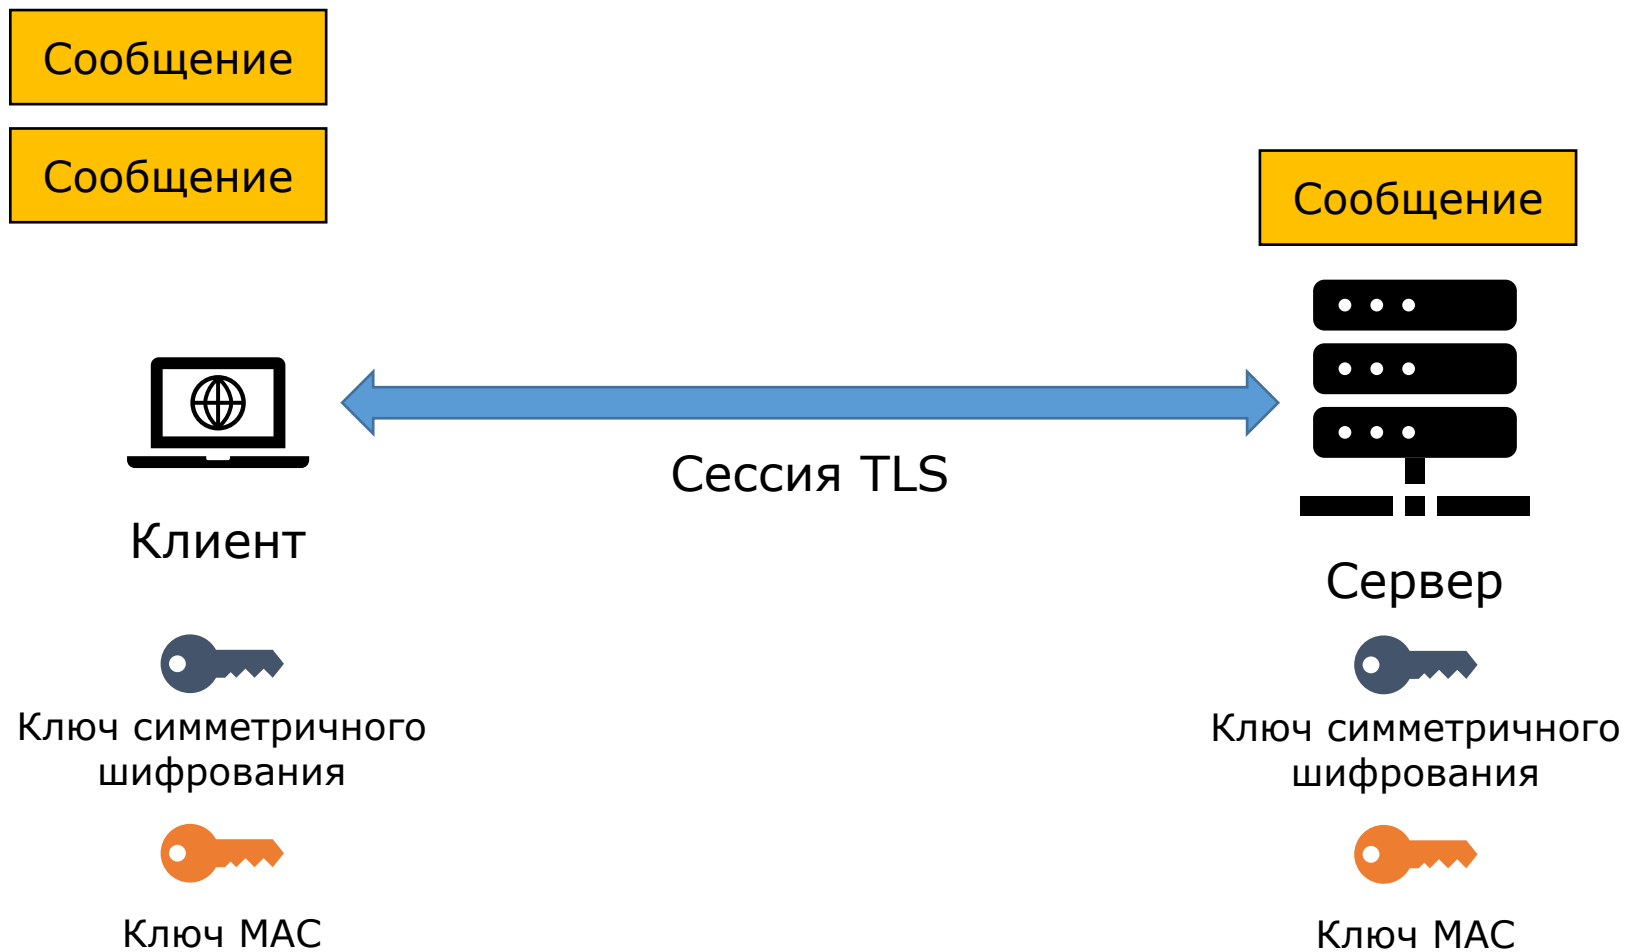 Сообщение
Сообщение
Сообщение
Сессия TLS
Клиент
Сервер
Ключ симметричного
шифрования
Ключ симметричного
шифрования
Ключ MAC
Ключ MAC